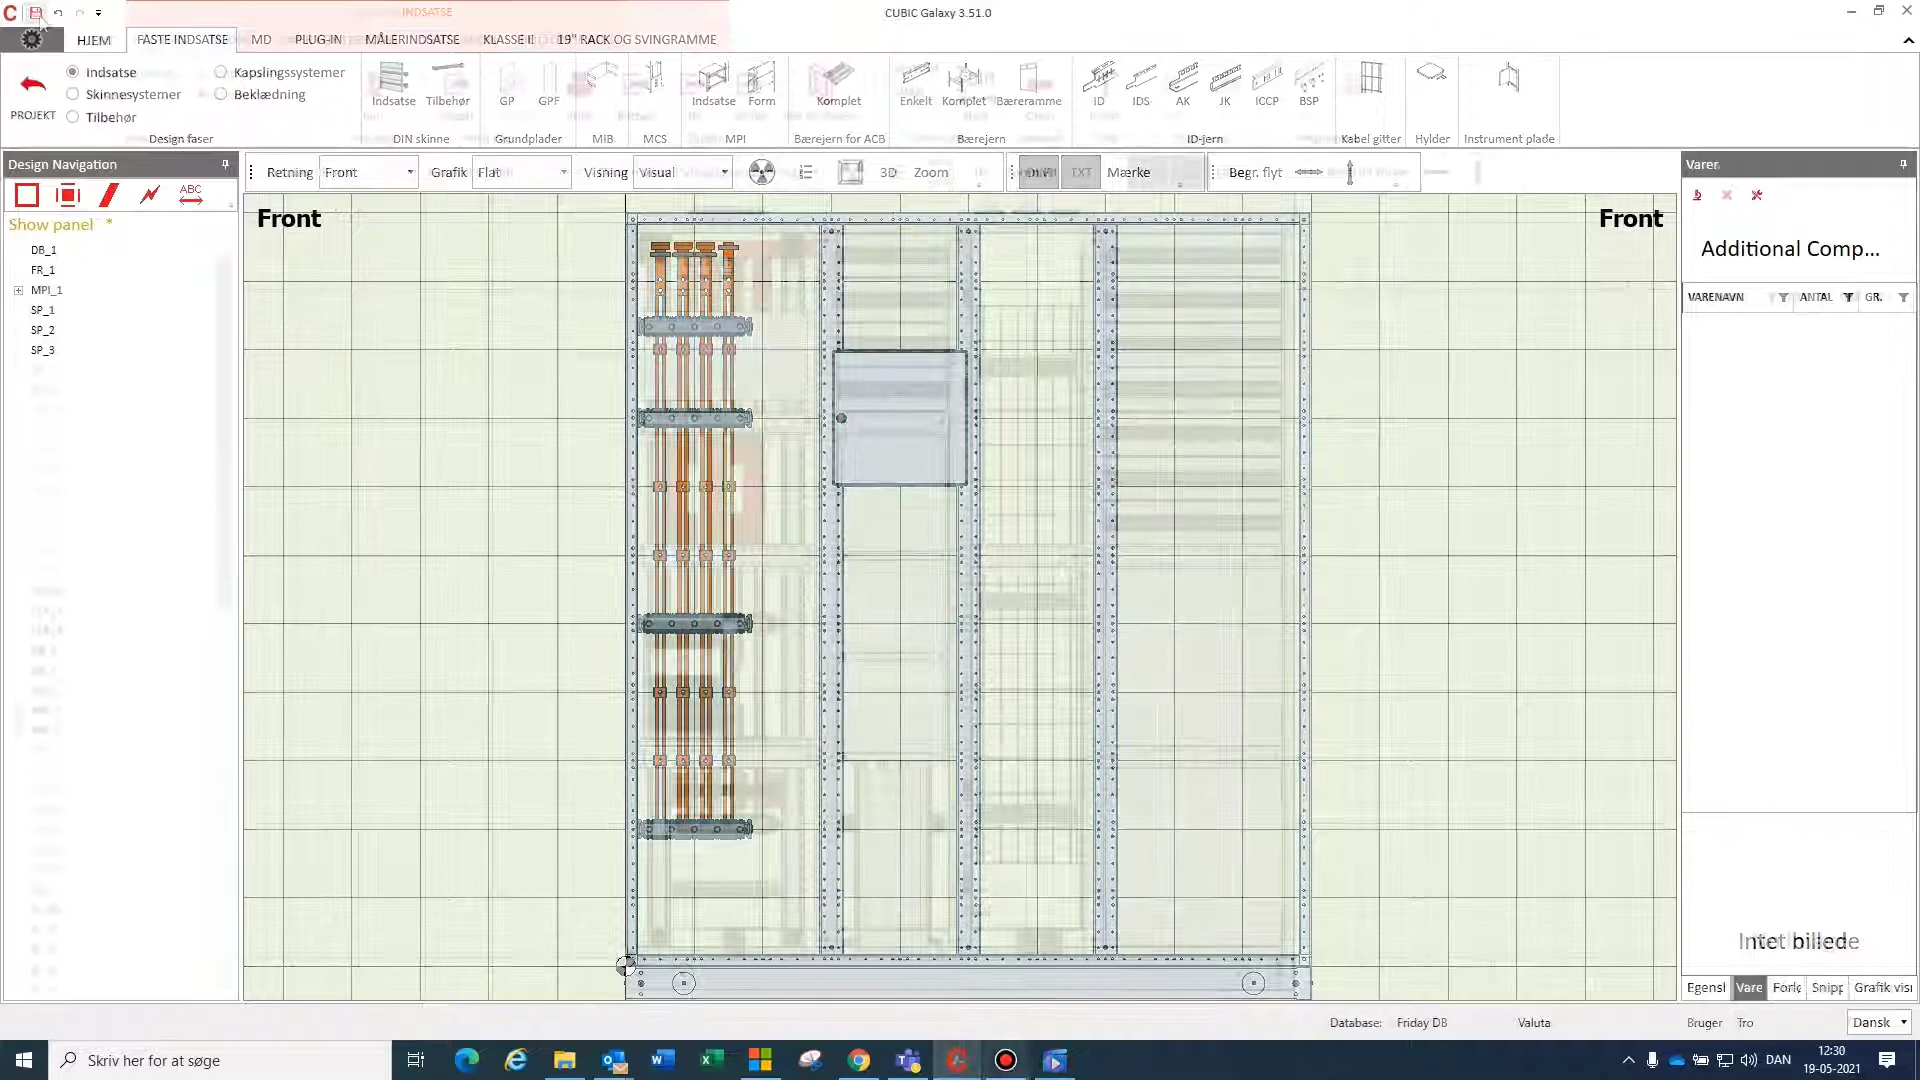 INDSATSE
CUBIC Galaxy 3.51.0
HJEM
FASTE INDSATSE
MD
PLUG-IN
MÅLERINDSATSE
KLASSE II
19" RACK OG SVINGRAMME
PROJEKT
Indsatse
Skinnesystemer
Tilbehør
Kapslingssystemer
Beklædning
Design faser
Indsatse
Tilbehør
DIN skinne
GP
GPF
Grundplader
MIB
MCS
Indsatse
Form
MPI
Komplet
Bærejern for ACB
Enkelt
Komplet
Bæreramme
Bærejern
ID
IDS
AK
JK
ICCP
BSP
ID-jern
Kabel gitter
Hylder
Instrument plade
Design Navigation
ABC
Show panel *
DB_1
FR_1
MPI_1
SP_1
SP_2
SP_3
Retning
Front
Grafik
Flat
Visning
Visual
3D
Zoom
TXT
Mærke
Begr. flyt
Front
Front
Varer
Additional Comp...
VARENAVN
ANTAL
GR.
Intet billede
Egensl
Vare
Snipp
Grafik visn
Database:
Friday DB
Valuta
Bruger
Tro
Dansk
Skriv her for at søge
DAN
12:30
19-05-2021